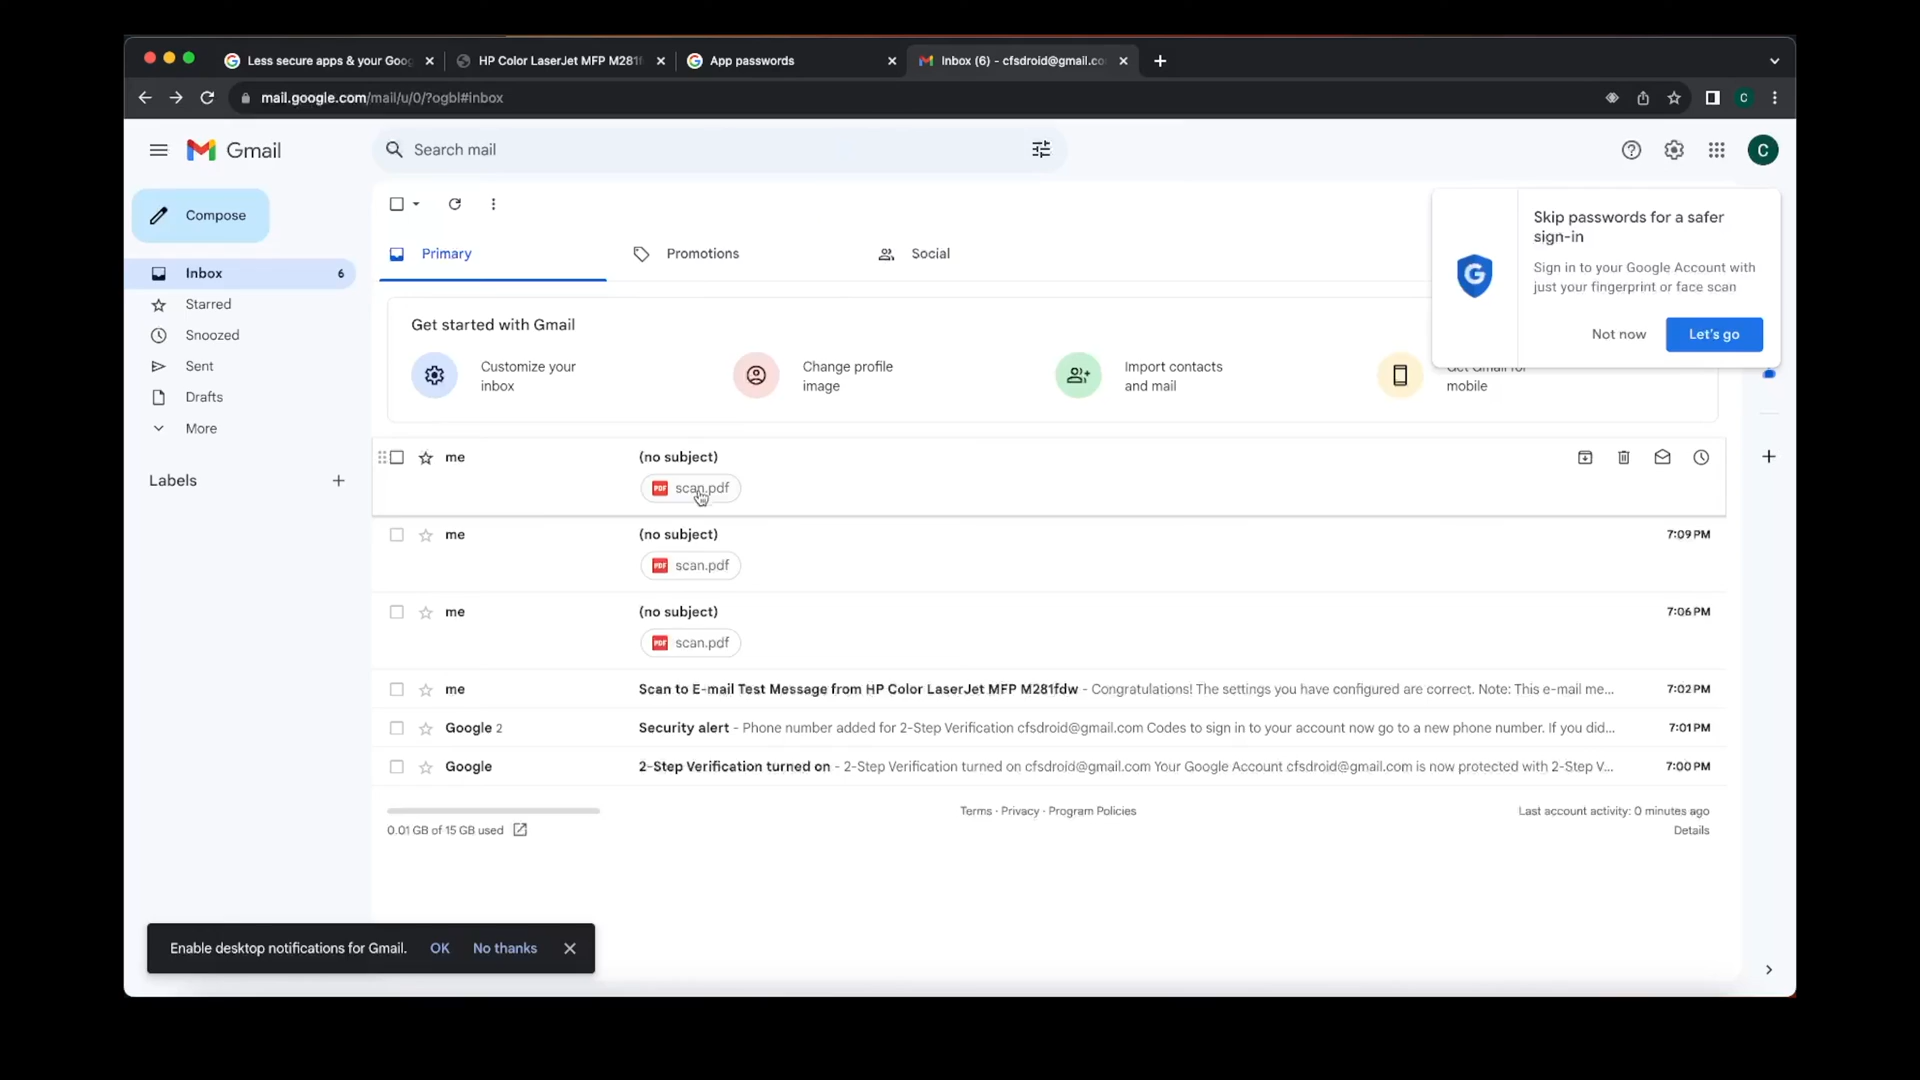 Less secure apps & your Goog
HP Color LaserJet MFP M281f
App passwords
Inbox (6) - cfsdroid@gmail.co
mail.google.com/mail/u/0/?ogbl#inbox
C
Gmail
Search mail
C
Compose
Inbox 6
Starred
Snoozed
Sent
Drafts
More
Labels
Primary
Promotions
Social
Skip passwords for a safer
sign-in
Sign in to your Google Account with
just your fingerprint or face scan
Not now
Let's go
Get started with Gmail
Customize your
inbox
Change profile
image
Import contacts
and mail
Get Gmail for
mobile
me (no subject)
PDF scan.pdf
me (no subject) 7:09 PM
PDF scan.pdf
me (no subject) 7:06 PM
PDF scan.pdf
me Scan to E-mail Test Message from HP Color LaserJet MFP M281fdw - Congratulations! The settings you have configured are correct. Note: This e-mail me... 7:02 PM
Google 2 Security alert - Phone number added for 2-Step Verification cfsdroid@gmail.com Codes to sign in to your account now go to a new phone number. If you did... 7:01 PM
Google 2-Step Verification turned on - 2-Step Verification turned on cfsdroid@gmail.com Your Google Account cfsdroid@gmail.com is now protected with 2-Step V... 7:00 PM
0.01 GB of 15 GB used
Terms · Privacy · Program Policies
Last account activity: 0 minutes ago
Details
Enable desktop notifications for Gmail. OK No thanks